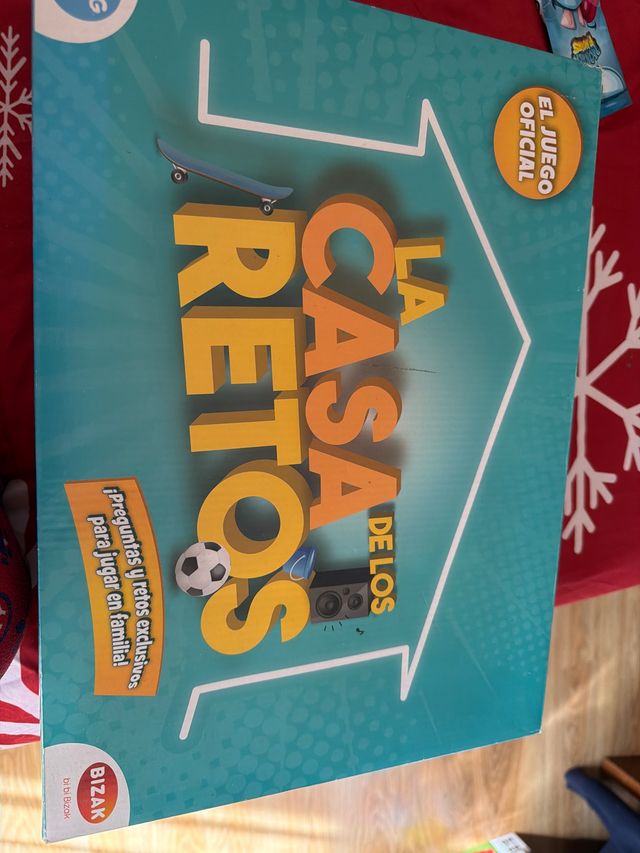 EL JUEGO
OFICIAL
LA
CASA
DE LOS
RETOS
¡Preguntas y retos exclusivos
para jugar en familia!
BIZAK
bi bi Bizak
G